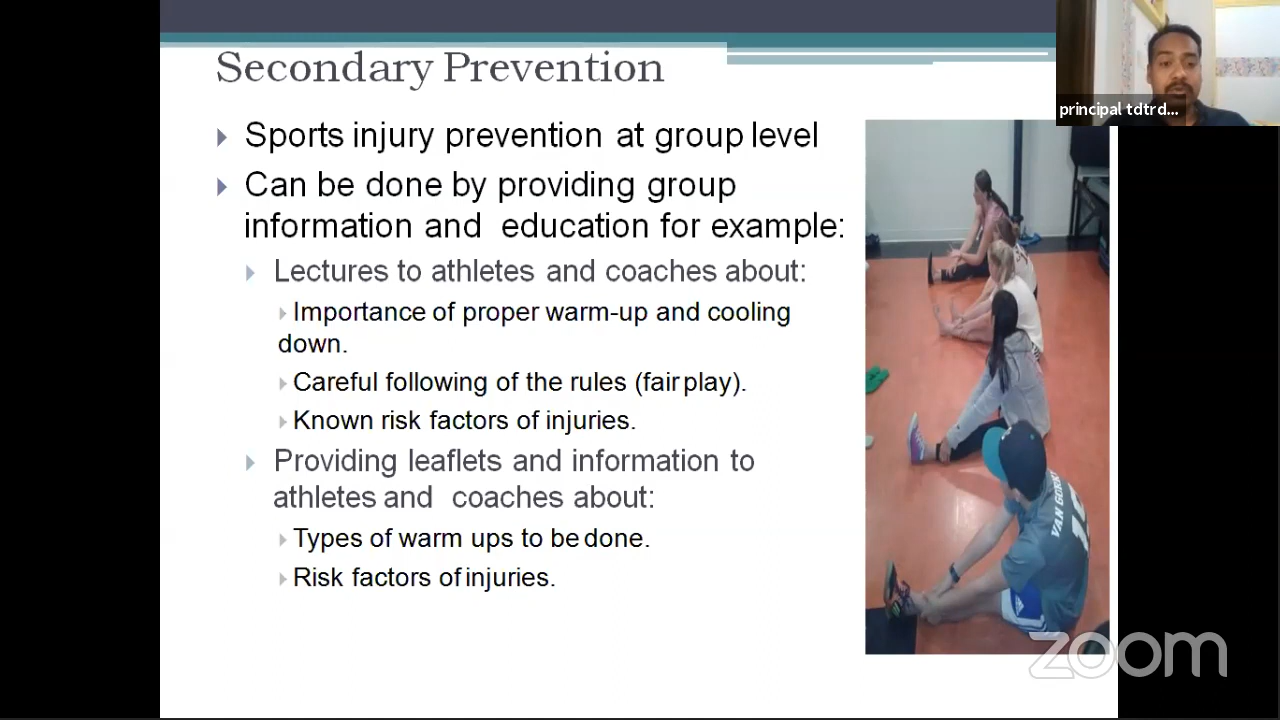 Secondary Prevention
principal tdtrd...
Sports injury prevention at group level
Can be done by providing group
information and education for example:
Lectures to athletes and coaches about:
Importance of proper warm-up and cooling
down.
Careful following of the rules (fair play).
Known risk factors of injuries.
Providing leaflets and information to
athletes and coaches about:
Types of warm ups to be done.
Risk factors of injuries.
zoom